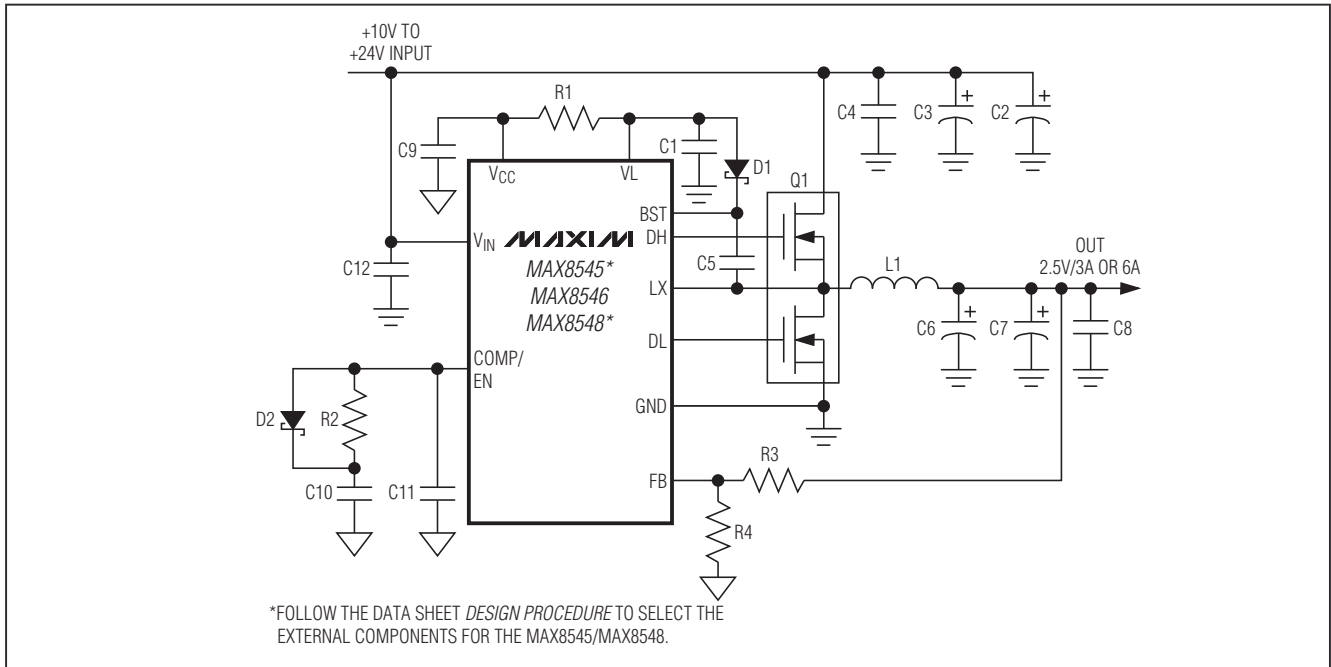 +10V TO
+24V INPUT
R1
C4
C3
+
C2
+
C9
C1
D1
VCC
VL
Q1
BST
VIN
MAXIM
DH
C12
MAX8545*
C5
L1
OUT
2.5V/3A OR 6A
MAX8546
LX
MAX8548*
C6
+
C7
+
C8
DL
COMP/
EN
D2
R2
GND
R3
FB
C10
C11
R4
*FOLLOW THE DATA SHEET DESIGN PROCEDURE TO SELECT THE
EXTERNAL COMPONENTS FOR THE MAX8545/MAX8548.